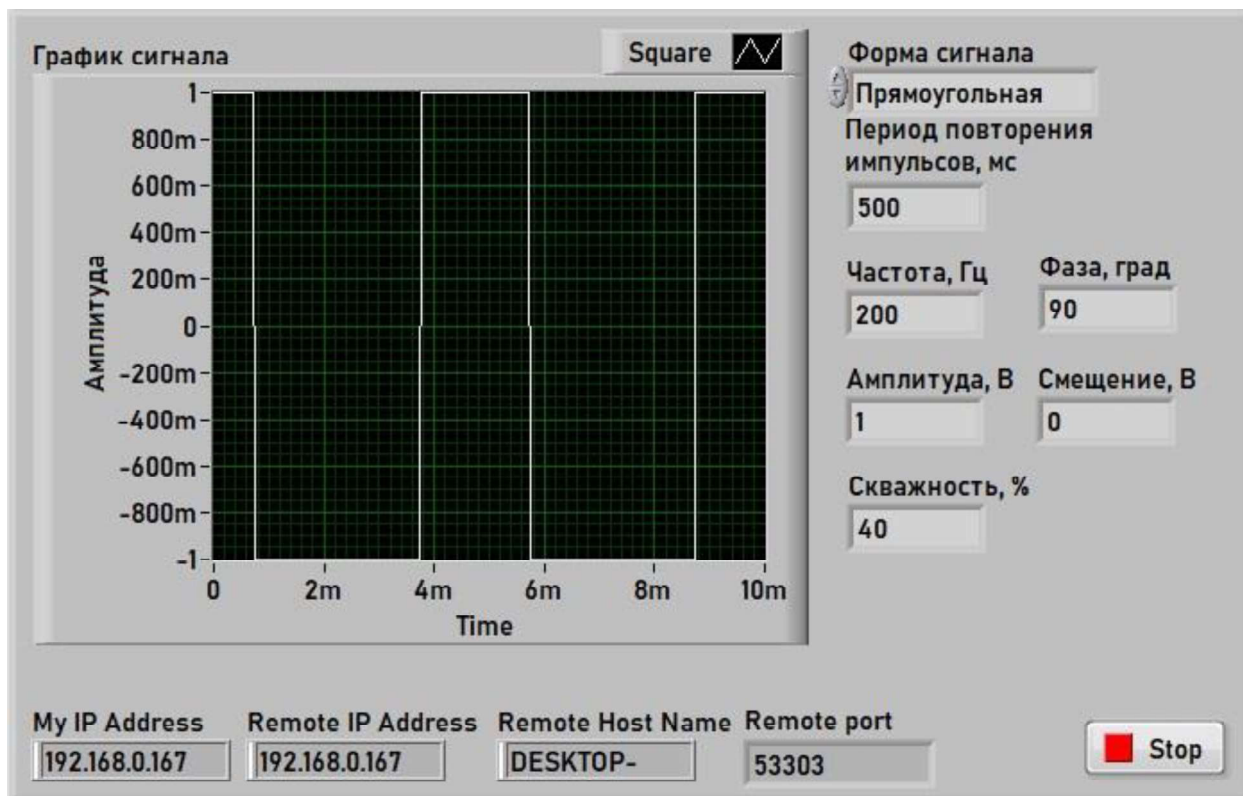 График сигнала
Square
1
800m
600m
400m
200m
0
-200m
-400m
-600m
-800m
-1
Амплитуда
0 2m 4m 6m 8m 10m
Time
Форма сигнала
Прямоугольная
Период повторения
импульсов, мс
500
Частота, Гц Фаза, град
200 90
Амплитуда, В Смещение, В
1 0
Скважность, %
40
My IP Address Remote IP Address Remote Host Name Remote port
192.168.0.167 192.168.0.167 DESKTOP- 53303
Stop